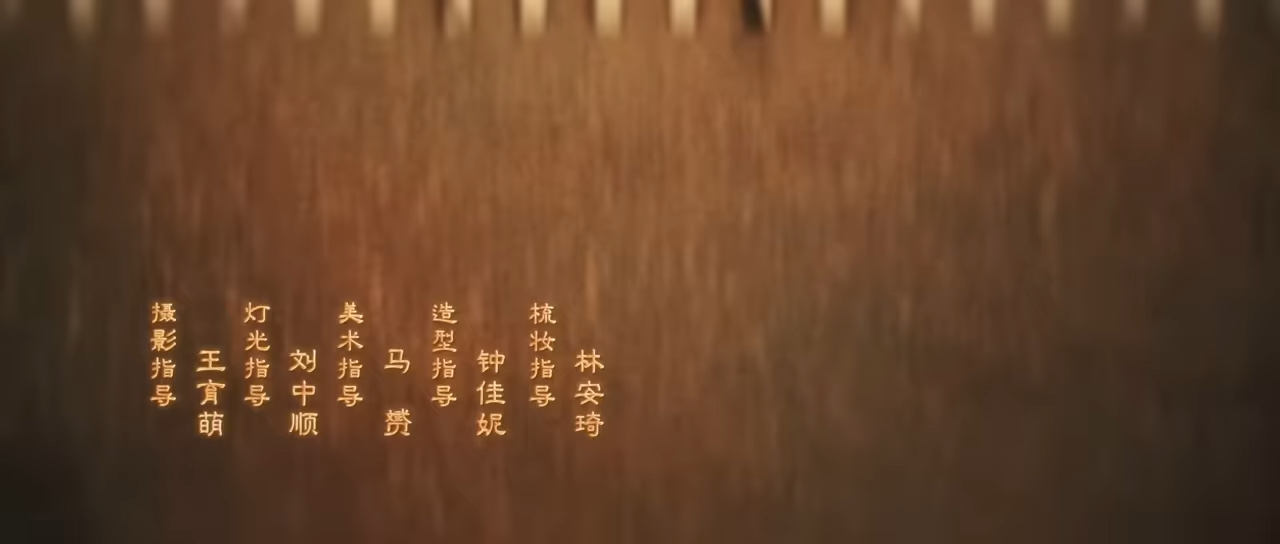 摄影指导
王育萌
灯光指导
刘中顺
美术指导
马赟
造型指导
钟佳妮
梳妆指导
林安琦